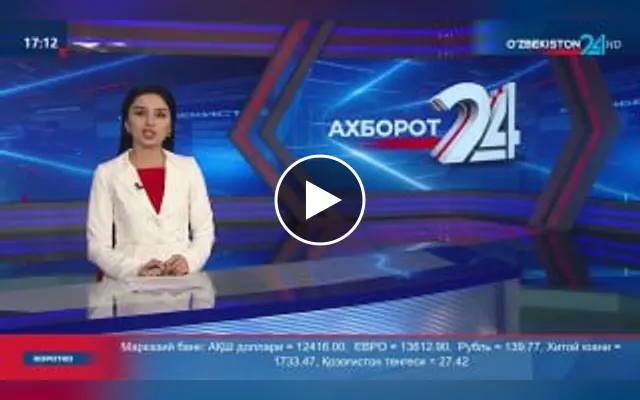 17:12
O'ZBEKISTON 24 HD
АХБОРОТ 24
Марказий банк: АҚШ доллари = 12416.00, ЕВРО = 13612.90, Рубль = 139.77, Хитой юани =
1733.47, Қозоғистон тенгеси = 27.42